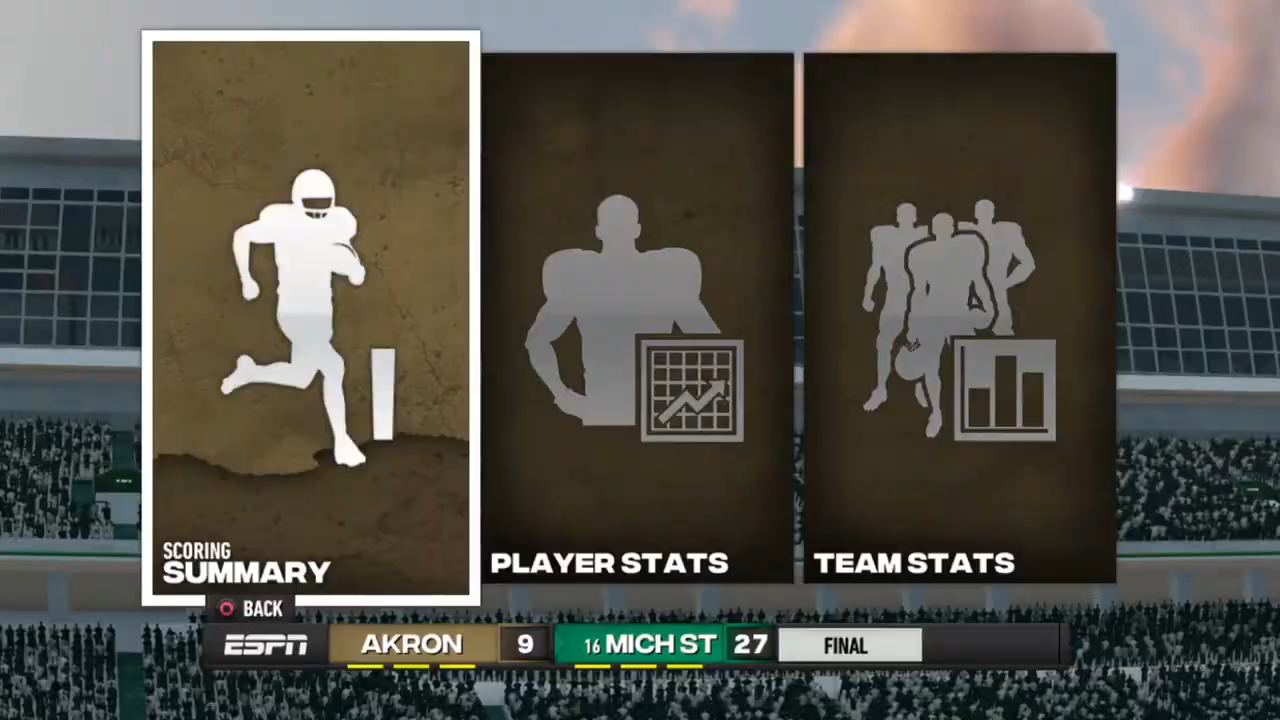 SCORING
SUMMARY
PLAYER STATS
TEAM STATS
BACK
ESPN AKRON 9 16 MICH ST 27 FINAL